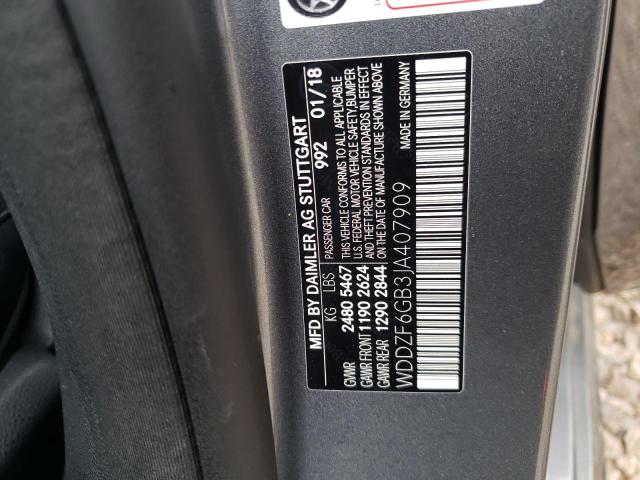 MFD BY DAIMLER AG STUTTGART
PASSENGER CAR 992 01/18
KG LBS
GVWR 2480 5467
GAWR FRONT 1190 2624
GAWR REAR 1290 2844
THIS VEHICLE CONFORMS TO ALL APPLICABLE
U.S. FEDERAL MOTOR VEHICLE SAFETY,BUMPER
AND THEFT PREVENTION STANDARDS IN EFFECT
ON THE DATE OF MANUFACTURE SHOWN ABOVE
MADE IN GERMANY
WDDZF6GB3JA407909